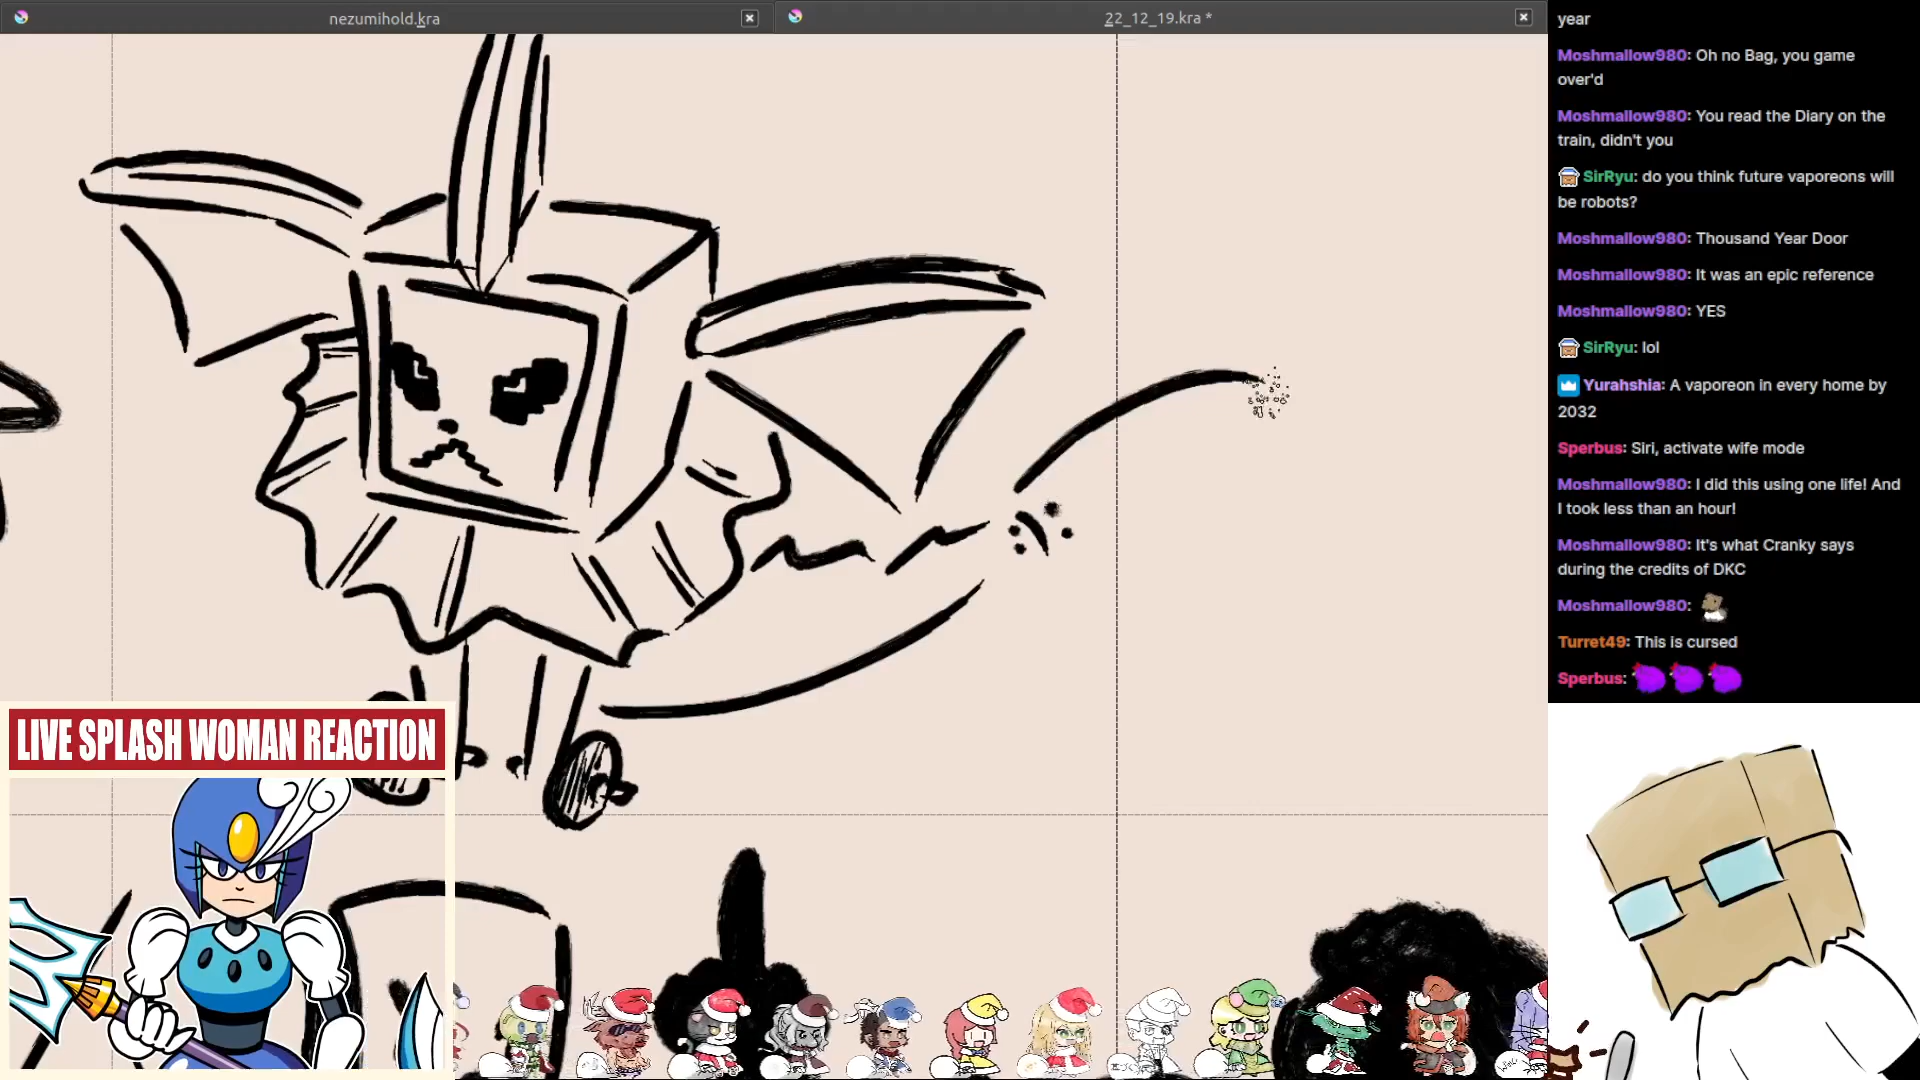 nezumihold.kra
22_12_19.kra *
year
Moshmallow980: Oh no Bag, you game
over'd
Moshmallow980: You read the Diary on the
train, didn't you
SirRyu: do you think future vaporeons will
be robots?
Moshmallow980: Thousand Year Door
Moshmallow980: It was an epic reference
Moshmallow980: YES
SirRyu: lol
Yurahshia: A vaporeon in every home by
2032
Sperbus: Siri, activate wife mode
Moshmallow980: I did this using one life! And
I took less than an hour!
Moshmallow980: It's what Cranky says
during the credits of DKC
Moshmallow980:
Turret49: This is cursed
Sperbus:
LIVE SPLASH WOMAN REACTION